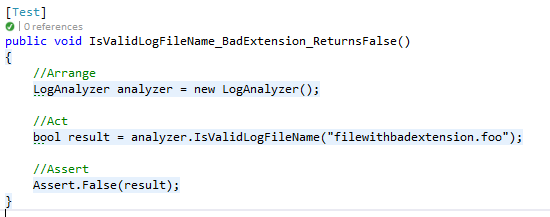 [Test]
| 0 references
public void IsValidLogFileName_BadExtension_ReturnsFalse()
{
    //Arrange
    LogAnalyzer analyzer = new LogAnalyzer();
    //Act
    bool result = analyzer.IsValidLogFileName("filewithbadextension.foo");
    //Assert
    Assert.False(result);
}